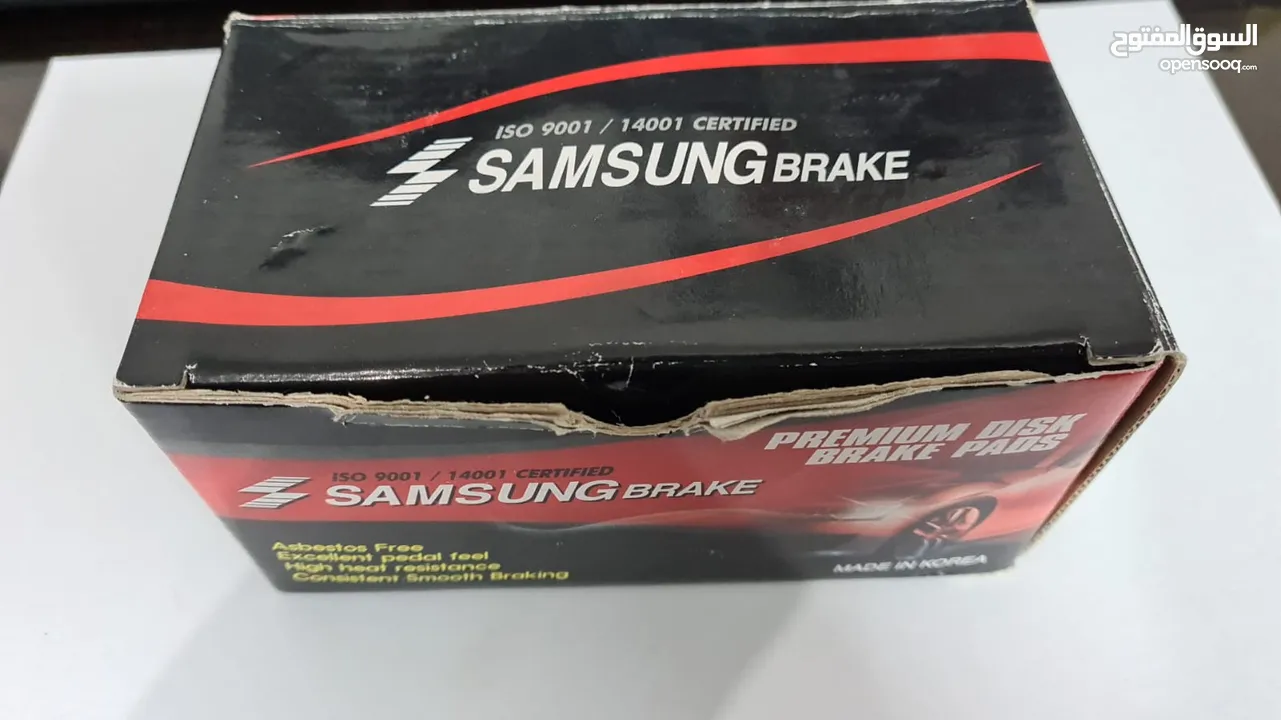 السوق المفتوح
opensooq.com
ISO 9001 / 14001 CERTIFIED
SAMSUNG BRAKE
PREMIUM DISK
BRAKE PADS
ISO 9001 / 14001 CERTIFIED
SAMSUNG BRAKE
Asbestos Free
Excellent pedal feel
High heat resistance
Consistent Smooth Braking
MADE IN KOREA